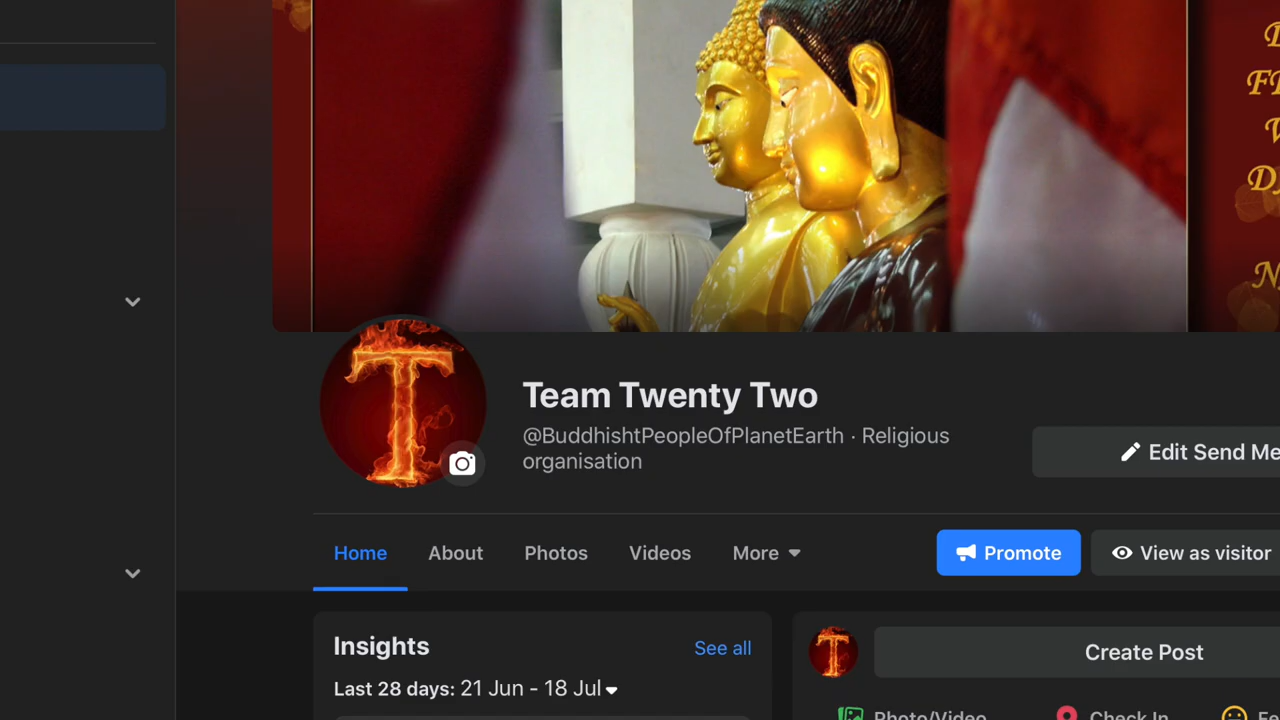 T
Team Twenty Two
@BuddhishtPeopleOfPlanetEarth · Religious
organisation
Edit Send Me
Home About Photos Videos More
Promote
View as visitor
Insights
See all
Last 28 days: 21 Jun - 18 Jul
T
Create Post
Photo/Video
Check In